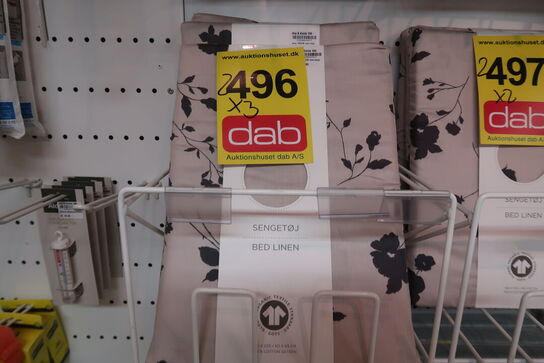 www.auktionshuset.dk
2496
x3
dab
Auktionshuset dab A/S
SENGETØJ
BED LINEN
www.auktionshuset.dk
2497
x2
dab
Auktionshuset dab A/S
SENGETØJ
BED LINEN